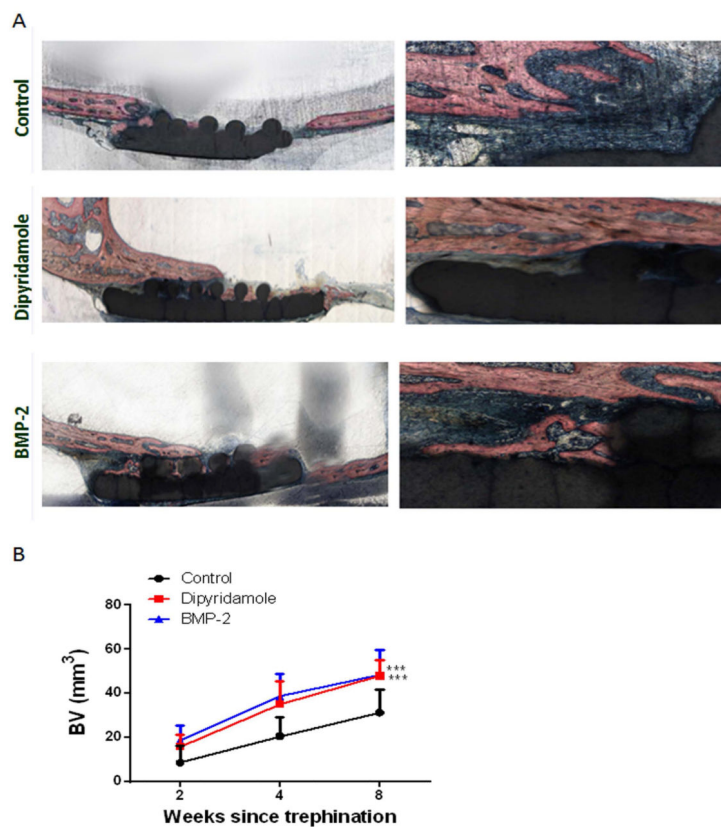 A
Control
Dipyridamole
BMP-2
B
Control
Dipyridamole
BMP-2
80
60
40
20
0
BV (mm³)
***
***
2 4 8
Weeks since trephination